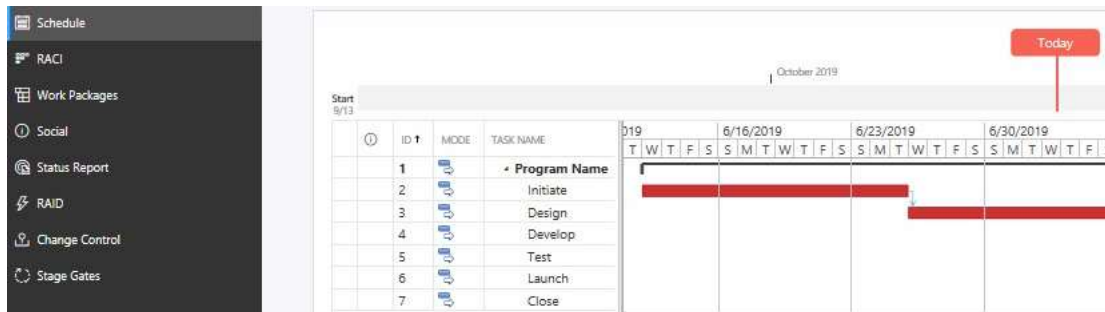 Schedule
RACI
Work Packages
Social
Status Report
RAID
Change Control
Stage Gates
Today
October 2019
Start
9/13
019 6/16/2019 6/23/2019 6/30/2019
ID MODE TASK NAME
T W T F S S M T W T F S S M T W T F S S M T W T F
1 Program Name
2 Initiate
3 Design
4 Develop
5 Test
6 Launch
7 Close